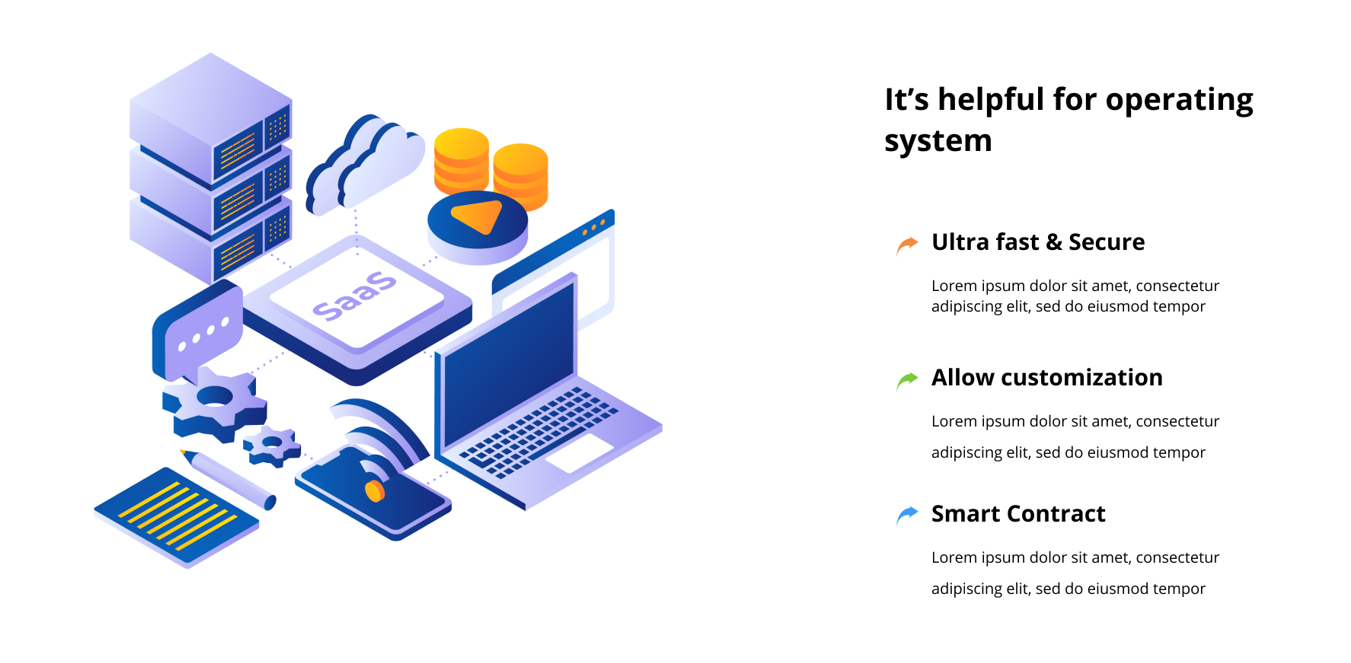 SaaS
It’s helpful for operating
system
Ultra fast & Secure
Lorem ipsum dolor sit amet, consectetur
adipiscing elit, sed do eiusmod tempor
Allow customization
Lorem ipsum dolor sit amet, consectetur
adipiscing elit, sed do eiusmod tempor
Smart Contract
Lorem ipsum dolor sit amet, consectetur
adipiscing elit, sed do eiusmod tempor